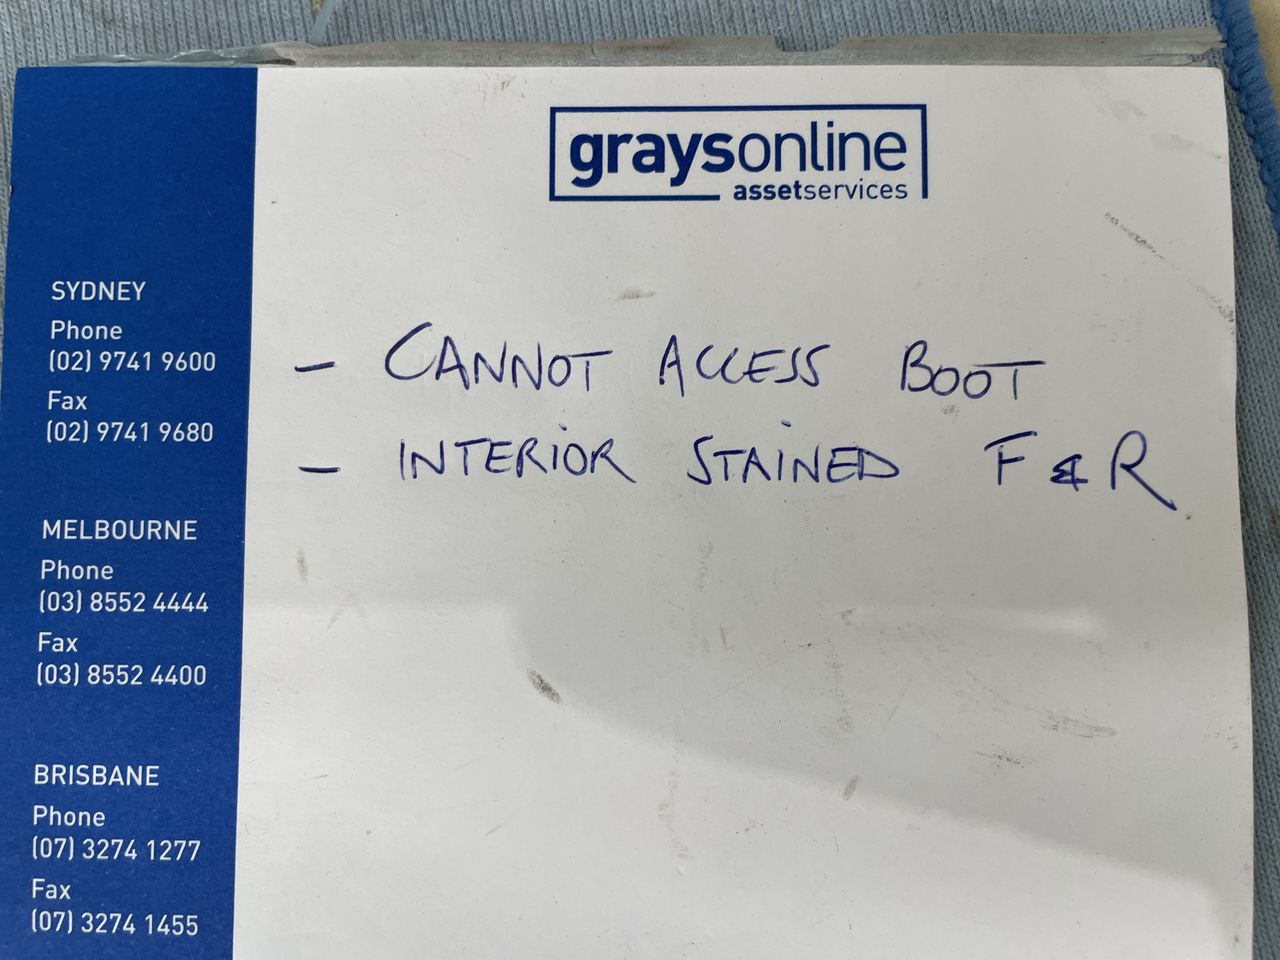 graysonline
assetservices
SYDNEY
Phone
(02) 9741 9600
Fax
(02) 9741 9680
MELBOURNE
Phone
(03) 8552 4444
Fax
(03) 8552 4400
BRISBANE
Phone
(07) 3274 1277
Fax
(07) 3274 1455
- CANNOT ACCESS BOOT
- INTERIOR STAINED F & R